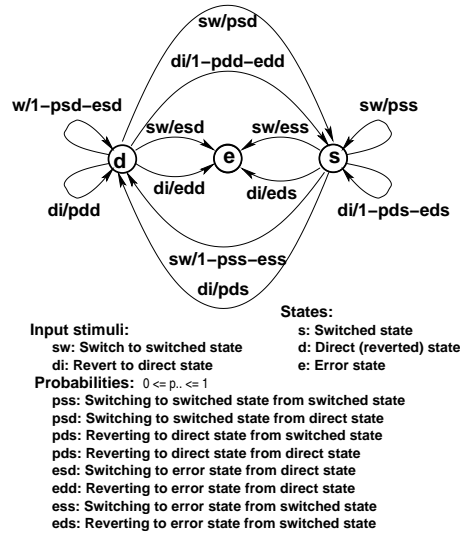 sw/psd
di/1−pdd−edd
w/1−psd−esd
sw/pss
sw/esd
sw/ess
d
e
s
di/edd
di/eds
di/pdd
di/1−pds−eds
sw/1−pss−ess
di/pds
States:
s: Switched state
d: Direct (reverted) state
e: Error state
Input stimuli:
sw: Switch to switched state
di: Revert to direct state
Probabilities: 0 <= p.. <= 1
pss: Switching to switched state from switched state
psd: Switching to switched state from direct state
pds: Reverting to direct state from switched state
pds: Reverting to direct state from direct state
esd: Switching to error state from direct state
edd: Reverting to error state from direct state
ess: Switching to error state from switched state
eds: Reverting to error state from switched state